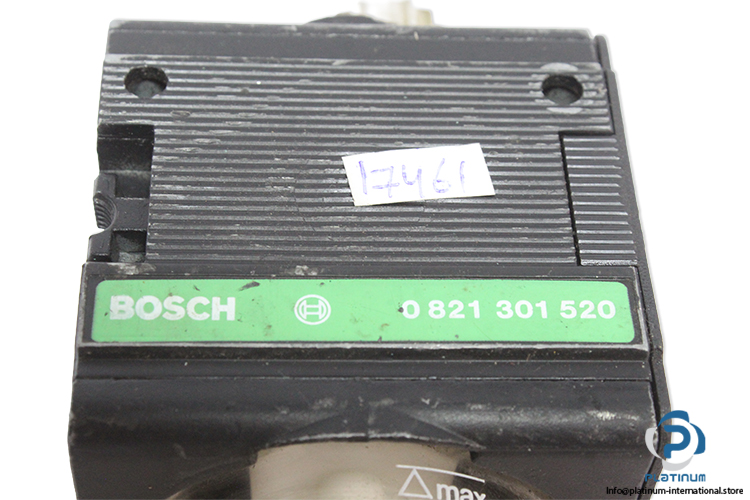 17461
BOSCH 0 821 301 520
△max
PLATINUM
Info@platinum-international.store